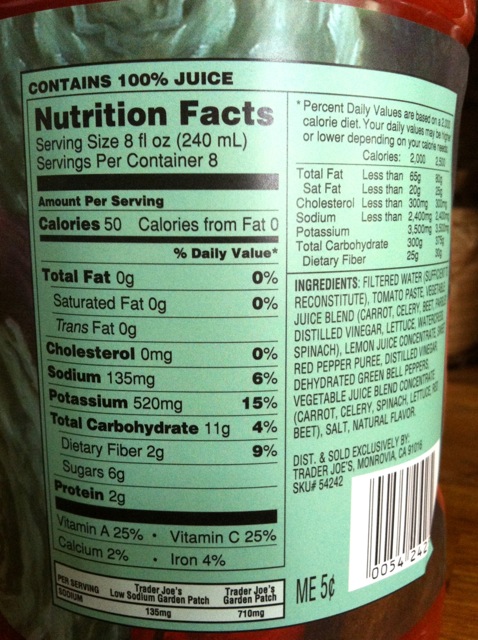 CONTAINS 100% JUICE
Nutrition Facts
Serving Size 8 fl oz (240 mL)
Servings Per Container 8
Amount Per Serving
Calories 50 Calories from Fat 0
% Daily Value*
Total Fat 0g 0%
Saturated Fat 0g 0%
Trans Fat 0g
Cholesterol 0mg 0%
Sodium 135mg 6%
Potassium 520mg 15%
Total Carbohydrate 11g 4%
Dietary Fiber 2g 9%
Sugars 6g
Protein 2g
Vitamin A 25% • Vitamin C 25%
Calcium 2% • Iron 4%
PER SERVING Trader Joe's Trader Joe's
SODIUM Low Sodium Garden Patch Garden Patch
135mg 710mg
*Percent Daily Values are based on a 2,000
calorie diet. Your daily values may be higher
or lower depending on your calorie needs.
Calories: 2,000 2,500
Total Fat Less than 65g 80g
Sat Fat Less than 20g 25g
Cholesterol Less than 300mg 300mg
Sodium Less than 2,400mg 2,400mg
Potassium 3,500mg 3,500mg
Total Carbohydrate 300g 375g
Dietary Fiber 25g 30g
INGREDIENTS: FILTERED WATER (SUFFICIENT
RECONSTITUTE), TOMATO PASTE, VEGETABLE
JUICE BLEND (CARROT, CELERY, BEET,
DISTILLED VINEGAR, LETTUCE, WATERCRESS,
SPINACH), LEMON JUICE CONCENTRATE,
RED PEPPER PUREE, DISTILLED VINEGAR,
DEHYDRATED GREEN BELL PEPPERS,
VEGETABLE JUICE BLEND CONCENTRATE
(CARROT, CELERY, SPINACH, LETTUCE, RED
BEET), SALT, NATURAL FLAVOR.
DIST. & SOLD EXCLUSIVELY BY:
TRADER JOE'S, MONROVIA, CA 91016
SKU# 54242
ME 5¢
0054 242